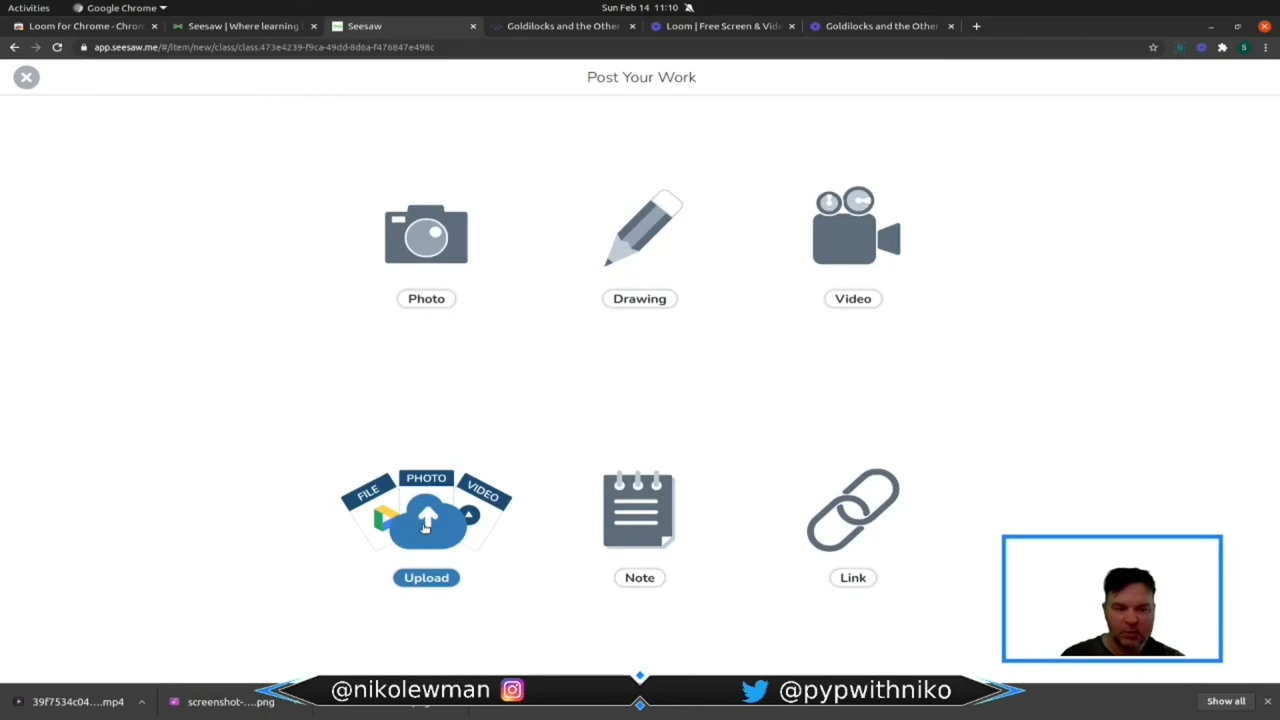 Activities
Google Chrome
Sun Feb 14 11:10
Loom for Chrome - Chrom
Seesaw | Where learning
Seesaw
Goldilocks and the Other
Loom | Free Screen & Vide
Goldilocks and the Other
app.seesaw.me/#/item/new/class/class.473e4239-f9ca-49dd-8d6a-f476847e498c
S
Post Your Work
Photo
Drawing
Video
FILE
PHOTO
VIDEO
Upload
Note
Link
@nikolewman
@pypwithniko
39f7534c04....mp4
screenshot-....png
Show all